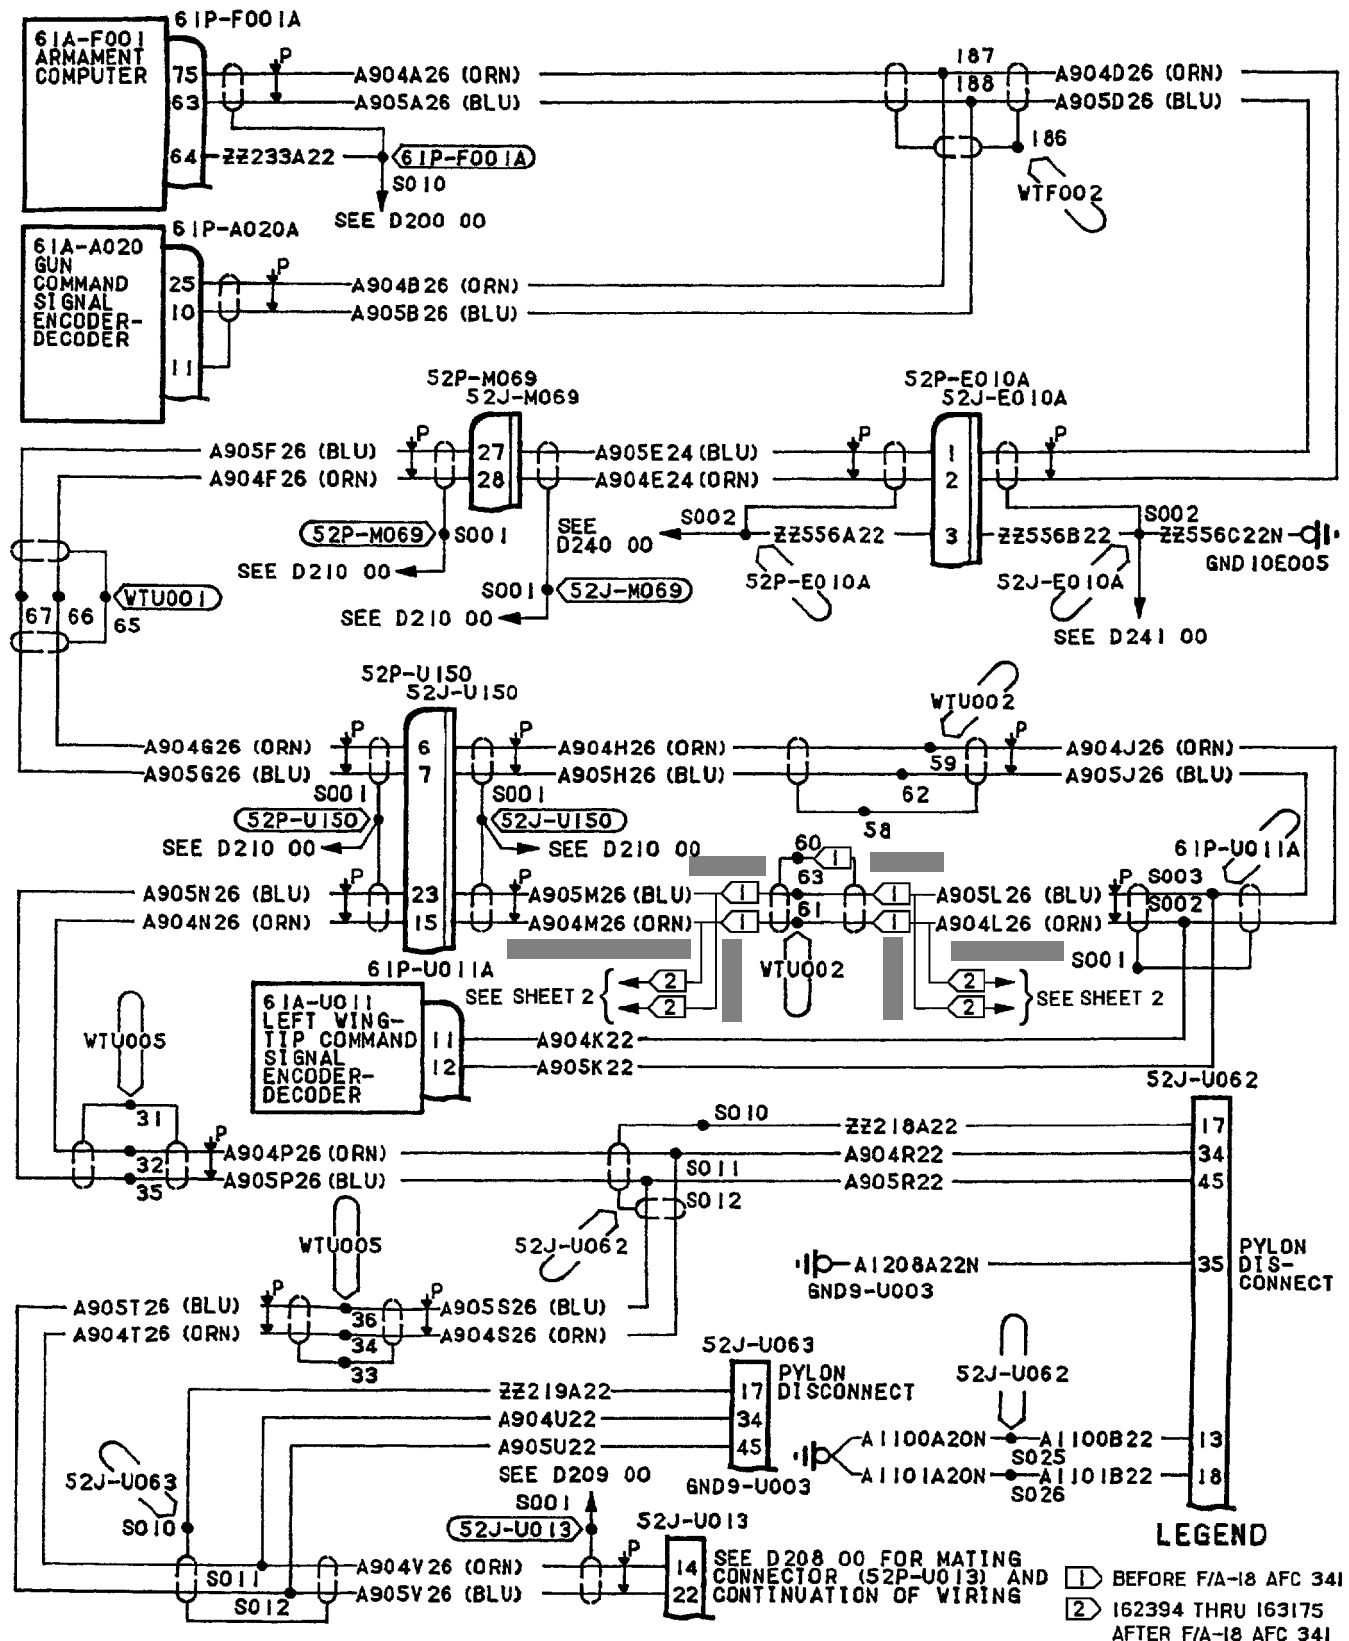 61P-F001A
61A-F001
ARMAMENT
COMPUTER
75
63
64
P
A904A26 (ORN)
A905A26 (BLU)
ZZ233A22
61P-F001A
S010
SEE D200 00
187
188
186
A904D26 (ORN)
A905D26 (BLU)
WTF002
61P-A020A
61A-A020
GUN
COMMAND
SIGNAL
ENCODER-
DECODER
25
10
11
P
A904B26 (ORN)
A905B26 (BLU)
52P-M069
52J-M069
52P-E010A
52J-E010A
A905F26 (BLU)
P
27
A905E24 (BLU)
P
1
P
A904F26 (ORN)
28
A904E24 (ORN)
2
52P-M069
S001
SEE
D240 00
S002
ZZ556A22
3
ZZ556B22
S002
ZZ556C22N
GND10E005
SEE D210 00
S001
52J-M069
52P-E010A
52J-E010A
SEE D210 00
SEE D241 00
67
66
65
WTU001
52P-U150
52J-U150
WTU002
A904G26 (ORN)
P
6
P
A904H26 (ORN)
59
P
A904J26 (ORN)
A905G26 (BLU)
7
A905H26 (BLU)
62
A905J26 (BLU)
S001
S001
58
52P-U150
52J-U150
SEE D210 00
SEE D210 00
60
1
61P-U011A
A905N26 (BLU)
P
23
P
A905M26 (BLU)
1
63
1
A905L26 (BLU)
P
S003
A904N26 (ORN)
15
A904M26 (ORN)
1
61
1
A904L26 (ORN)
S002
S001
WTU002
SEE SHEET 2
2
2
2
2
SEE SHEET 2
61P-U011A
61A-U011
LEFT WING-
TIP COMMAND
SIGNAL
ENCODER-
DECODER
11
12
A904K22
A905K22
WTU005
31
32
35
P
A904P26 (ORN)
A905P26 (BLU)
S010
S011
S012
ZZ218A22
A904R22
A905R22
52J-U062
17
34
45
52J-U062
WTU005
A1208A22N
35
GND9-U003
PYLON
DIS-
CONNECT
A905T26 (BLU)
P
36
P
A905S26 (BLU)
A904T26 (ORN)
34
A904S26 (ORN)
33
52J-U063
PYLON
DISCONNECT
ZZ219A22
17
A904U22
34
A905U22
45
SEE D209 00
GND9-U003
52J-U062
A1100A20N
S025
A1100B22
13
A1101A20N
S026
A1101B22
18
52J-U063
S010
S001
52J-U013
52J-U013
S011
A904V26 (ORN)
P
14
S012
A905V26 (BLU)
22
SEE D208 00 FOR MATING
CONNECTOR (52P-U013) AND
CONTINUATION OF WIRING
LEGEND
1 BEFORE F/A-18 AFC 341
2 162394 THRU 163175
AFTER F/A-18 AFC 341